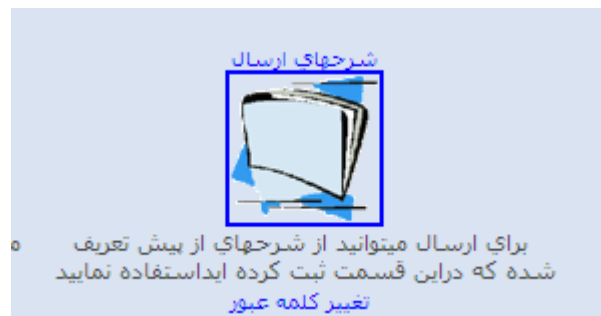 شرحهاي ارسال
براي ارسال ميتوانيد از شرحهاي از پيش تعريف
شده که دراين قسمت ثبت کرده ايداستفاده نماييد
تغيير کلمه عبور